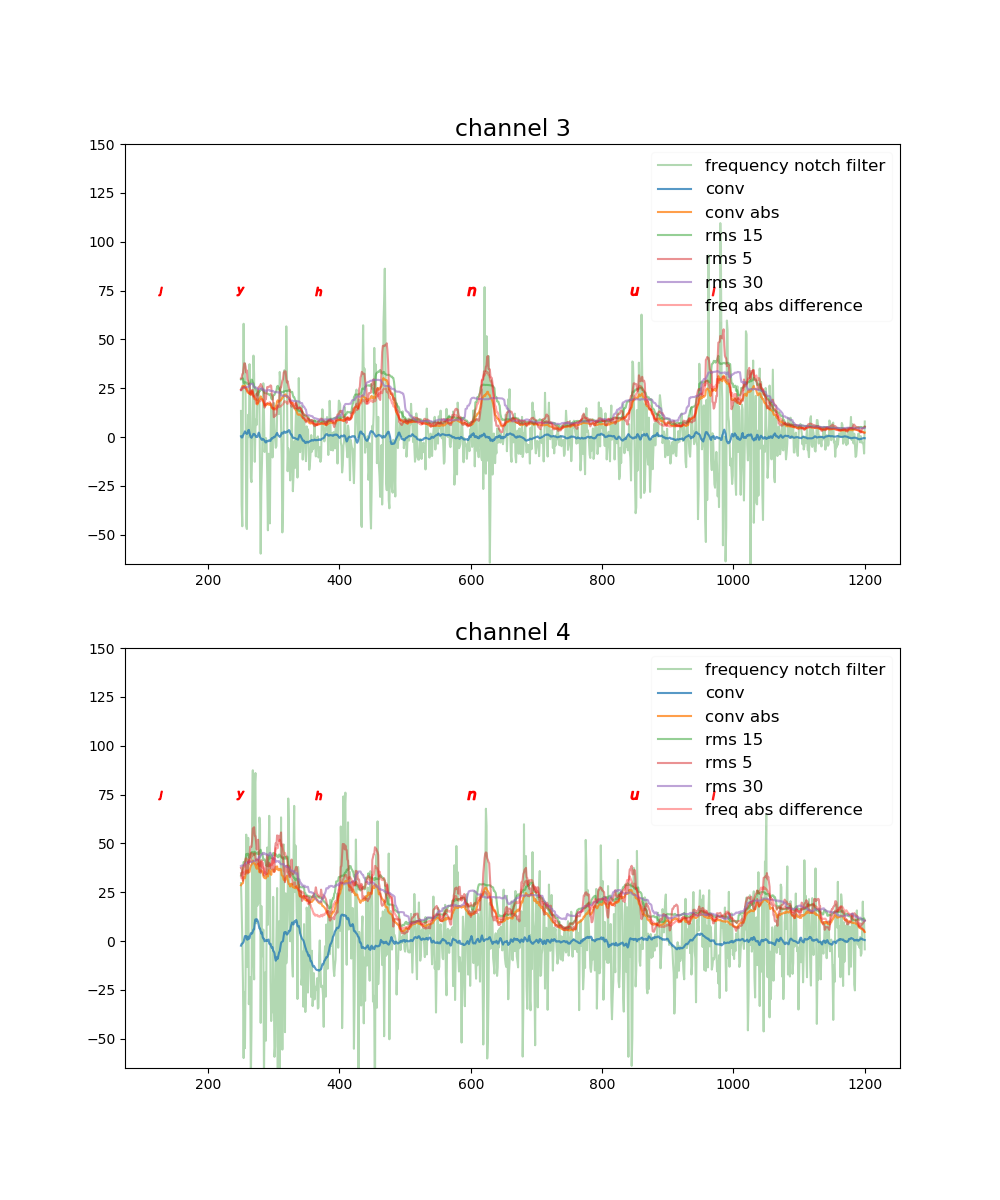 channel 3
150
125
100
75
50
25
0
−25
−50
frequency notch filter
conv
conv abs
rms 15
rms 5
rms 30
freq abs difference
j y h n u i
200 400 600 800 1000 1200
channel 4
150
125
100
75
50
25
0
−25
−50
frequency notch filter
conv
conv abs
rms 15
rms 5
rms 30
freq abs difference
j y h n u i
200 400 600 800 1000 1200